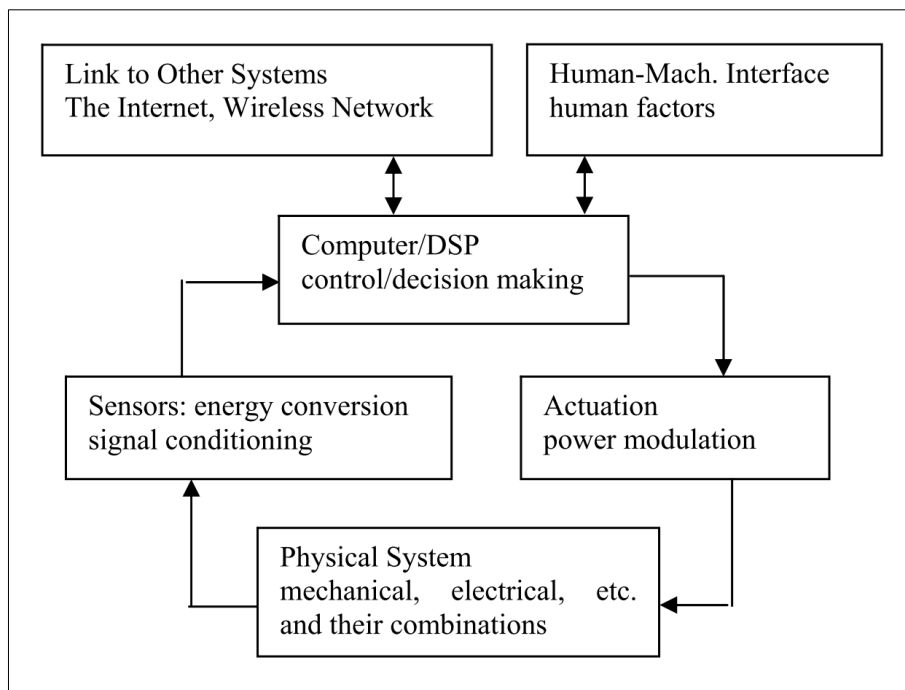 Link to Other Systems
The Internet, Wireless Network
Human-Mach. Interface
human factors
Computer/DSP
control/decision making
Sensors: energy conversion
signal conditioning
Actuation
power modulation
Physical System
mechanical, electrical, etc.
and their combinations